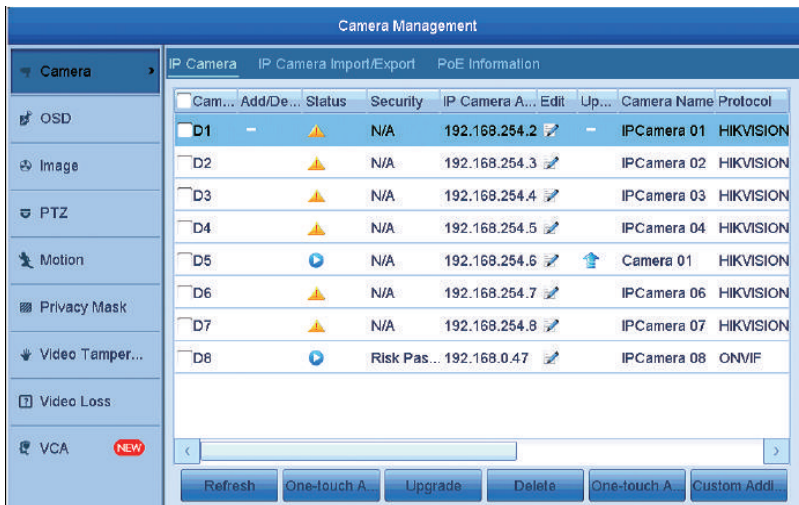 Camera Management
Camera
OSD
Image
PTZ
Motion
Privacy Mask
Video Tamper...
Video Loss
VCA NEW
IP Camera IP Camera Import/Export PoE Information
Cam... Add/De... Status Security IP Camera A... Edit Up... Camera Name Protocol
D1 N/A 192.168.254.2 IPCamera 01 HIKVISION
D2 N/A 192.168.254.3 IPCamera 02 HIKVISION
D3 N/A 192.168.254.4 IPCamera 03 HIKVISION
D4 N/A 192.168.254.5 IPCamera 04 HIKVISION
D5 N/A 192.168.254.6 Camera 01 HIKVISION
D6 N/A 192.168.254.7 IPCamera 06 HIKVISION
D7 N/A 192.168.254.8 IPCamera 07 HIKVISION
D8 Risk Pas... 192.168.0.47 IPCamera 08 ONVIF
Refresh One-touch A... Upgrade Delete One-touch A... Custom Addi...